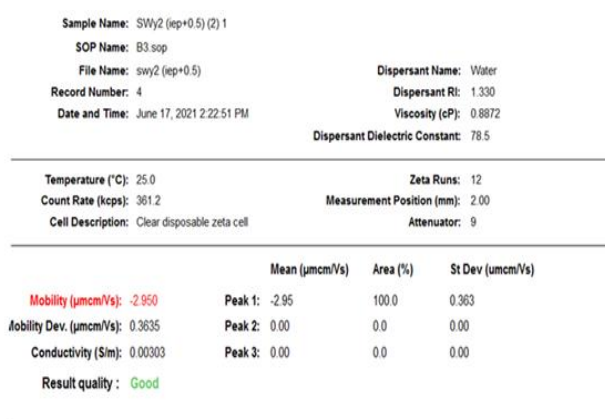 Sample Name: SWy2 (iep+0.5) (2) 1
SOP Name: B3.sop
File Name: swy2 (iep+0.5) Dispersant Name: Water
Record Number: 4 Dispersant RI: 1.330
Date and Time: June 17, 2021 2:22:51 PM Viscosity (cP): 0.8872
Dispersant Dielectric Constant: 78.5
Temperature (°C): 25.0 Zeta Runs: 12
Count Rate (kcps): 361.2 Measurement Position (mm): 2.00
Cell Description: Clear disposable zeta cell Attenuator: 9
Mean (µmcm/Vs) Area (%) St Dev (umcm/Vs)
Mobility (µmcm/Vs): -2.950 Peak 1: -2.95 100.0 0.363
Mobility Dev. (µmcm/Vs): 0.3635 Peak 2: 0.00 0.0 0.00
Conductivity (S/m): 0.00303 Peak 3: 0.00 0.0 0.00
Result quality : Good